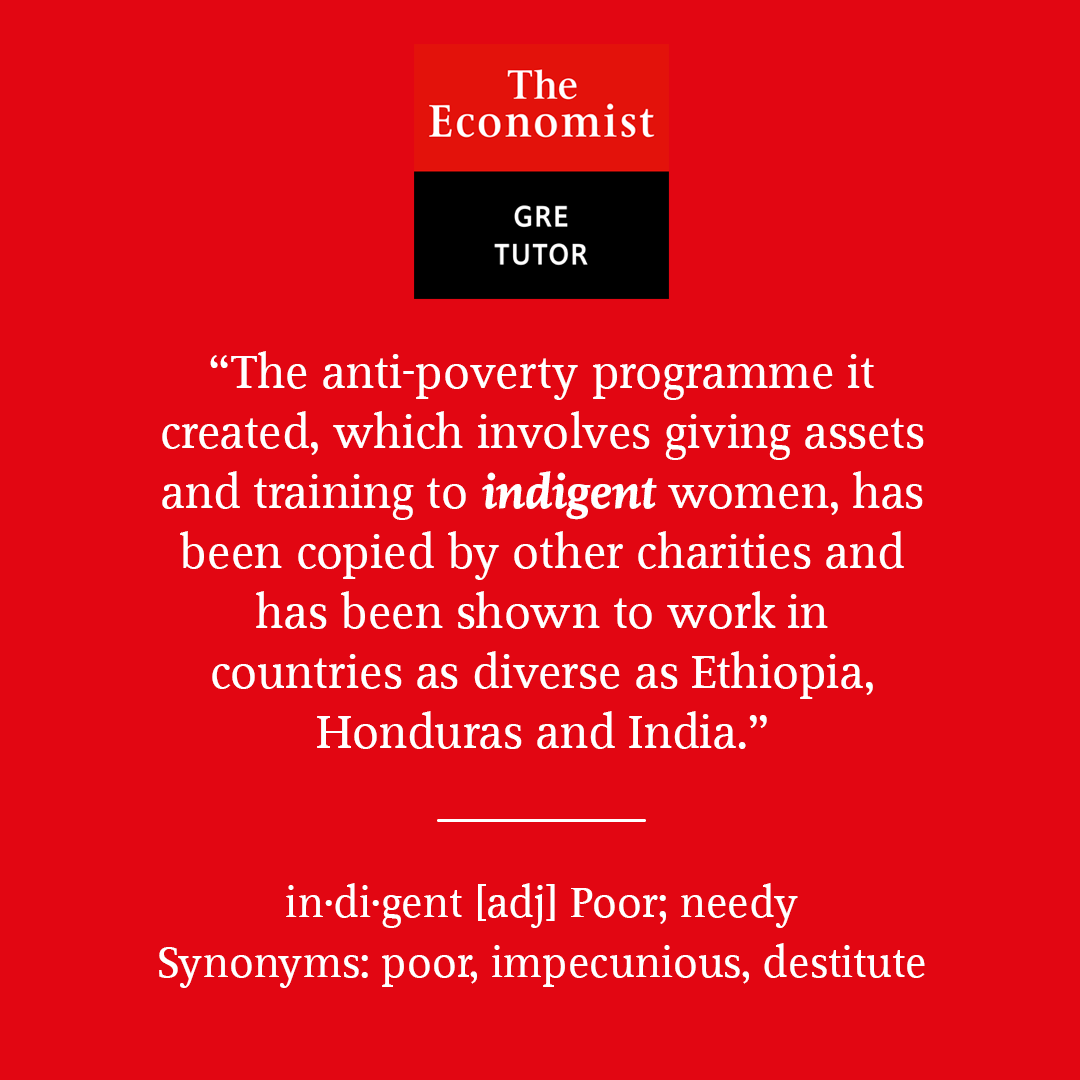 The
Economist
GRE
TUTOR
“The anti-poverty programme it
created, which involves giving assets
and training to indigent women, has
been copied by other charities and
has been shown to work in
countries as diverse as Ethiopia,
Honduras and India.”
in·di·gent [adj] Poor; needy
Synonyms: poor, impecunious, destitute